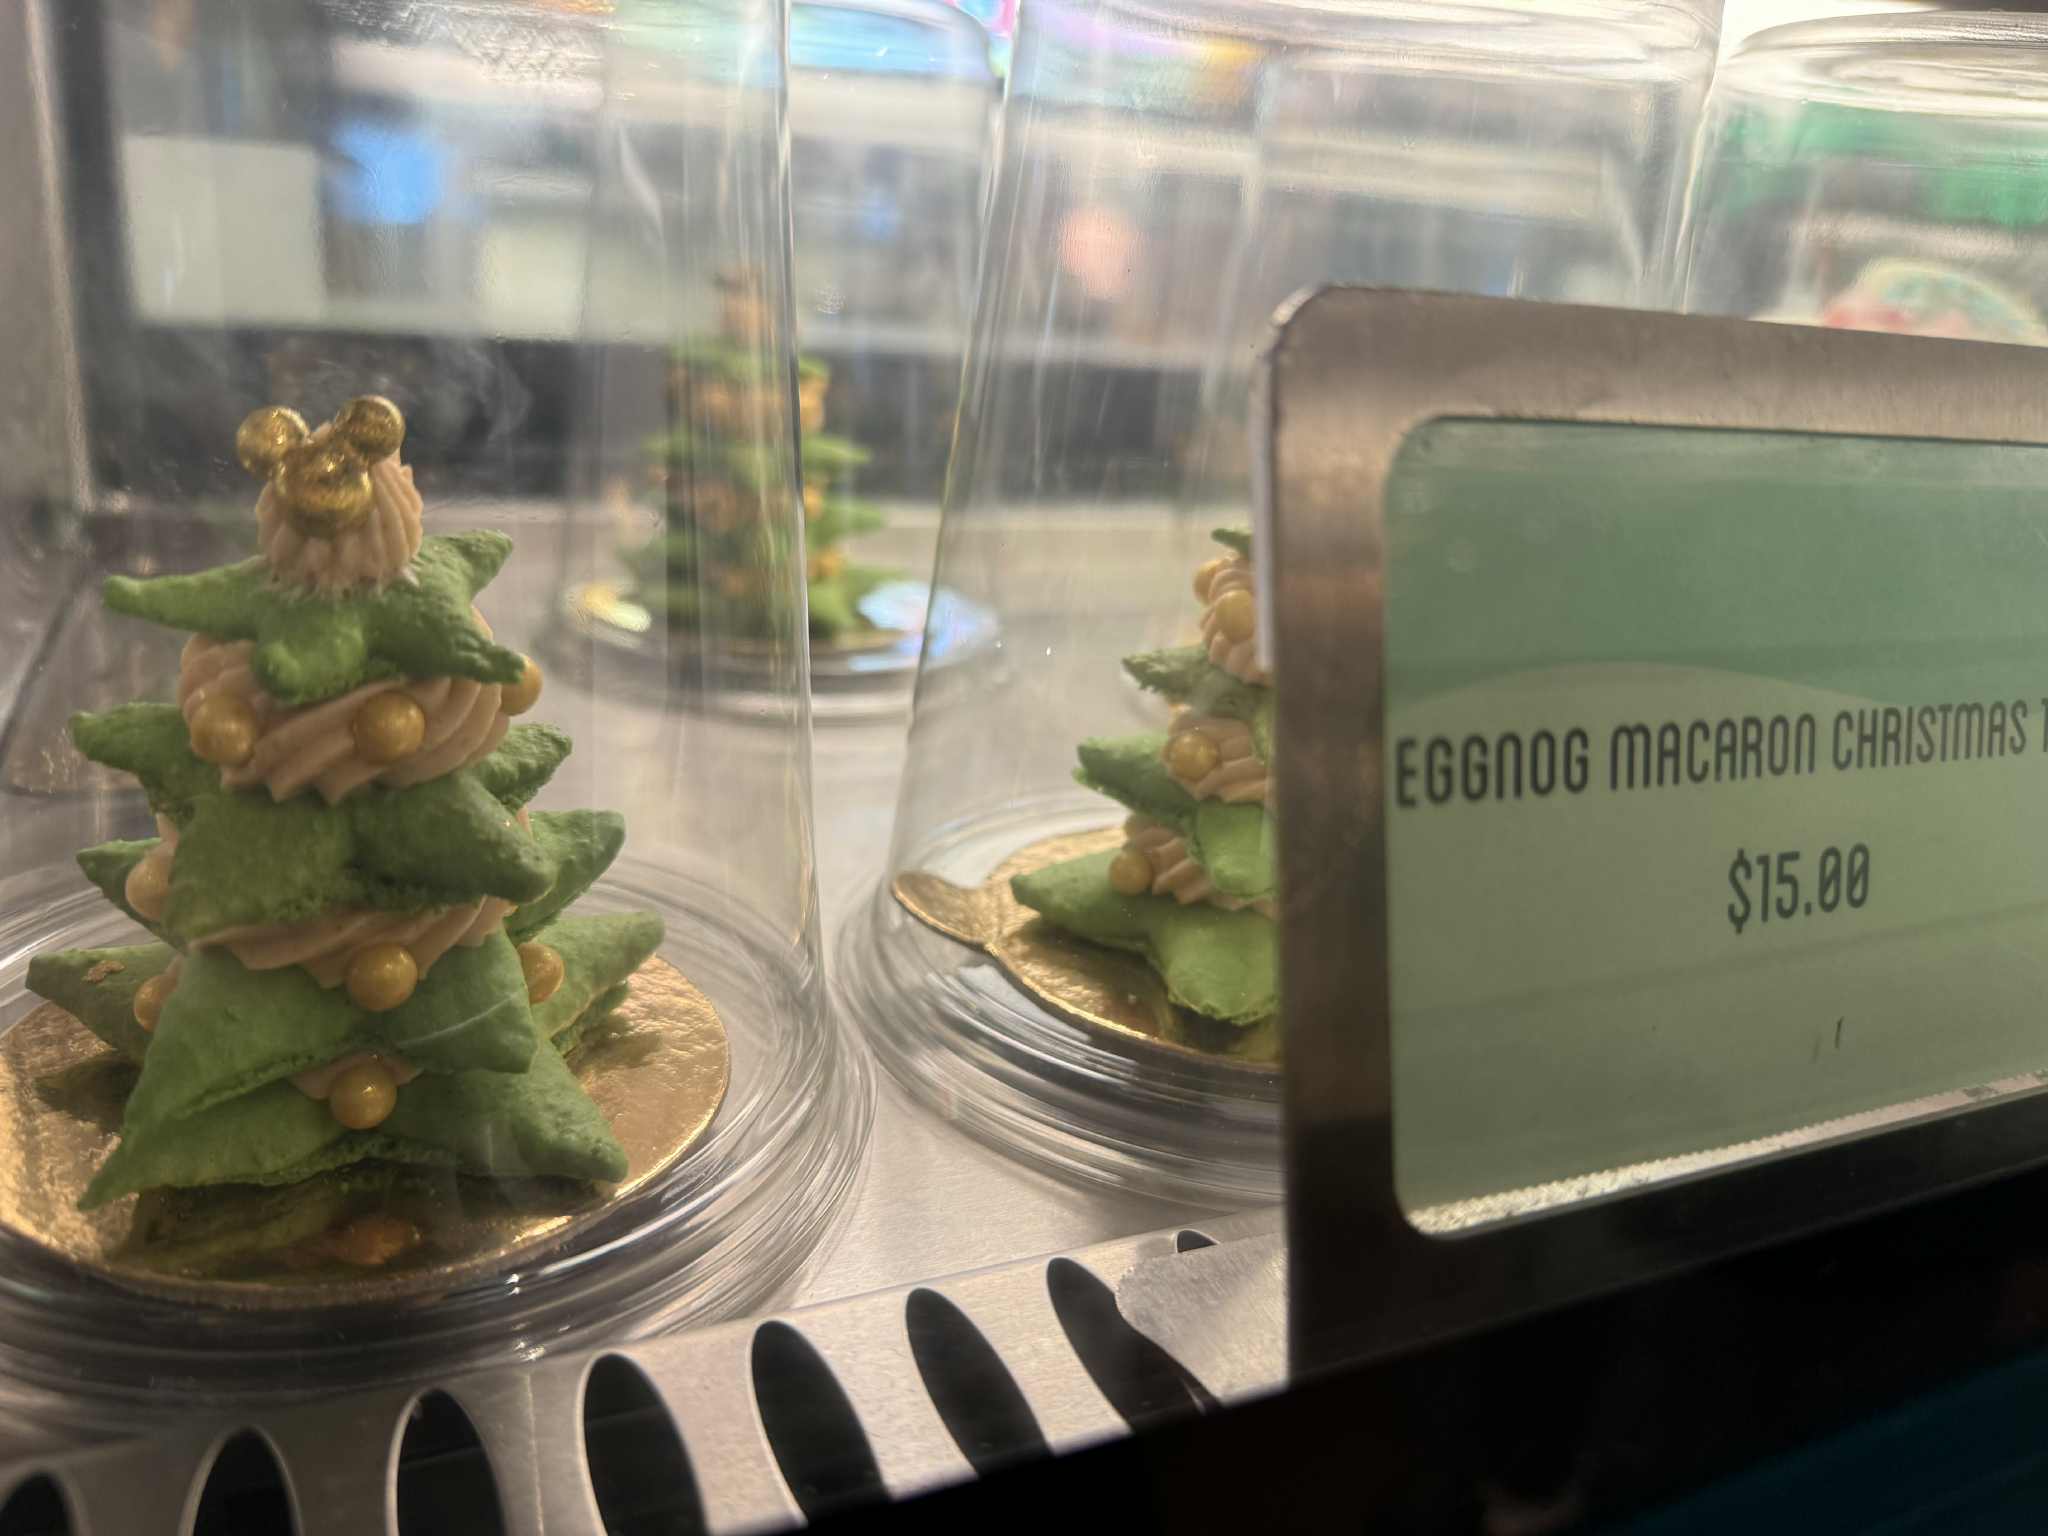 EGGNOG MACARON CHRISTMAS
$15.00